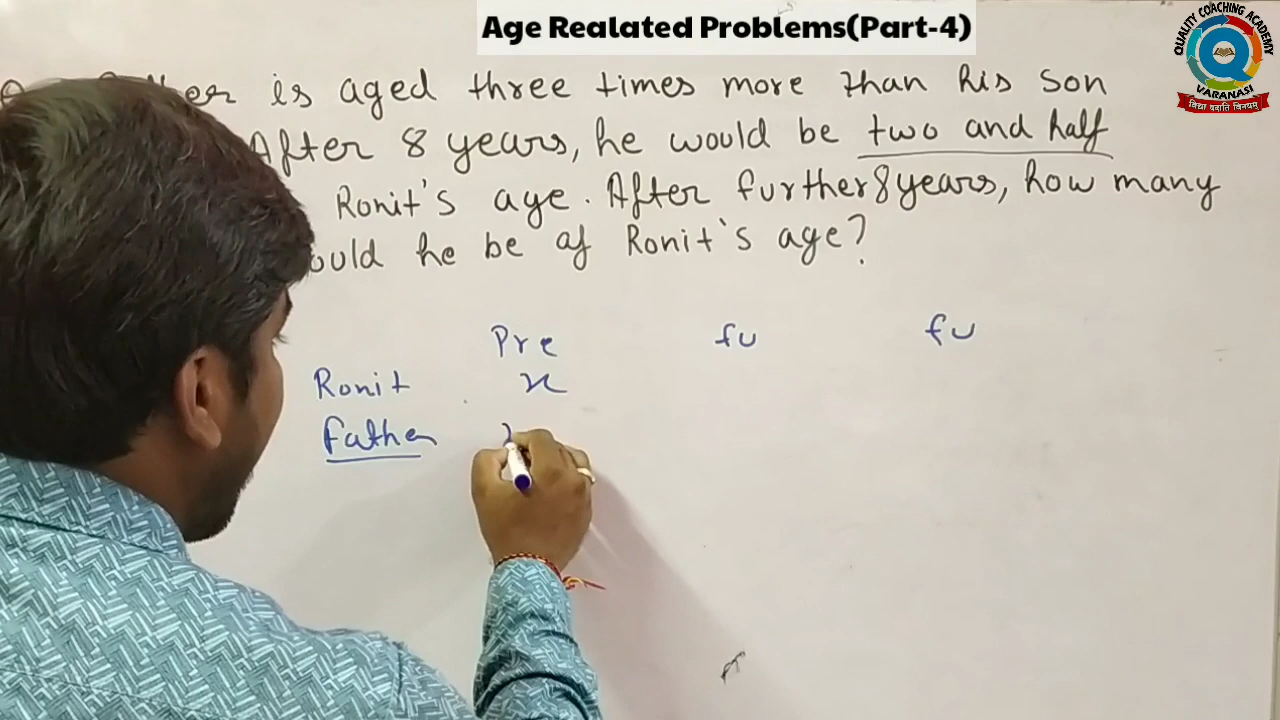 Age Realated Problems(Part-4)
QUALITY COACHING ACADEMY
Q
VARANASI
is aged three times more than his son
After 8 years, he would be two and half
Ronit's age. After further 8 years, how many
ould he be of Ronit's age?
Pre fu fu
Ronit x
Father